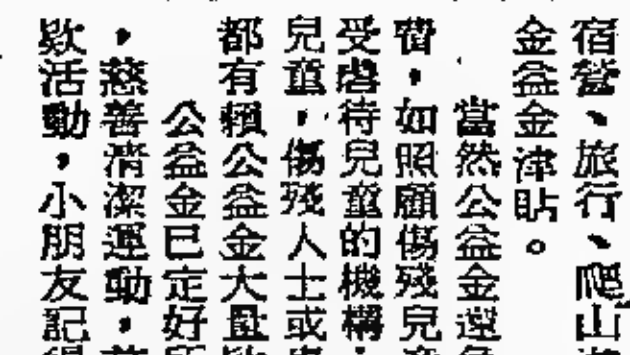 宿營、旅行、爬山
金益金津貼。
當然公益金還
費，如照顧傷殘兒
受虐待兒童的機構
兒童，傷殘人士或
都有賴公益金大量
公益金已定好
，慈善清潔運動，
歟活動，小朋友記